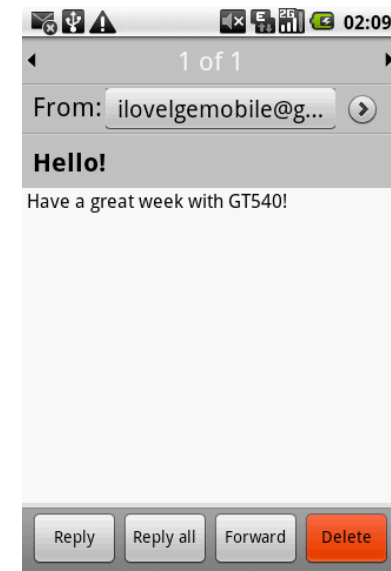 02:09
1 of 1
From: ilovelgemobile@g...
Hello!
Have a great week with GT540!
Reply Reply all Forward Delete